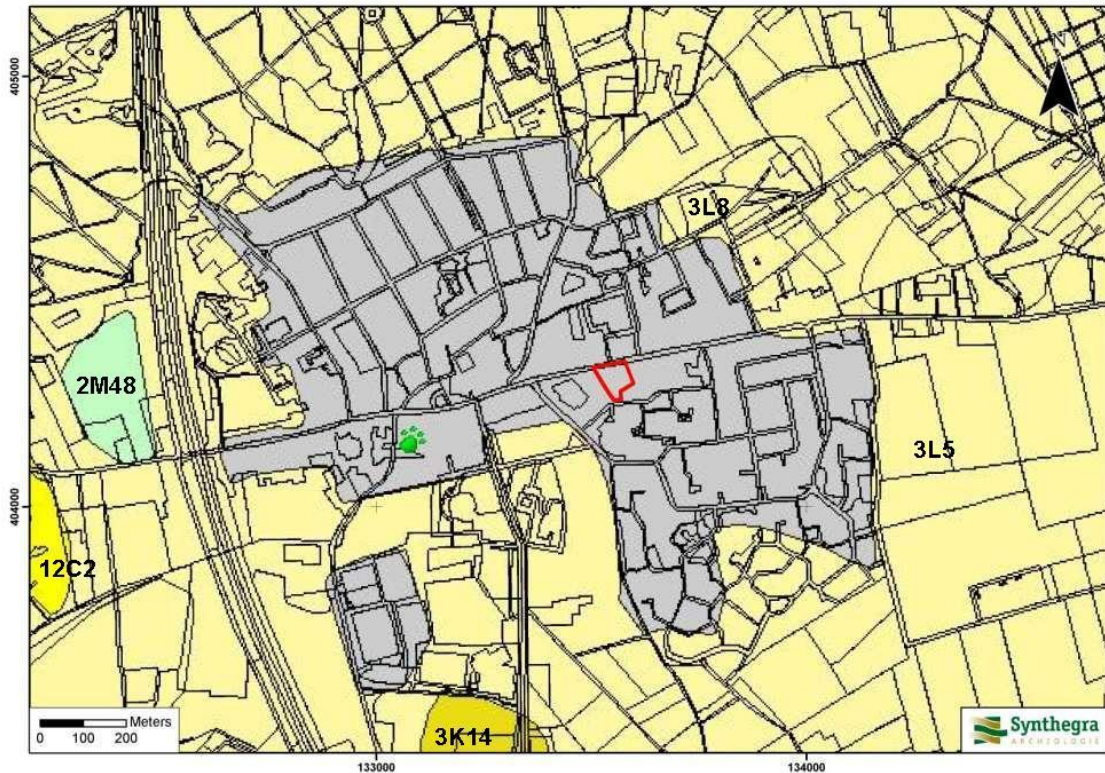 405000
N
3L8
2M48
3L5
404000
12C2
3K14
Meters
0 100 200
133000
134000
Synthegra
ARCHEOLOGIE